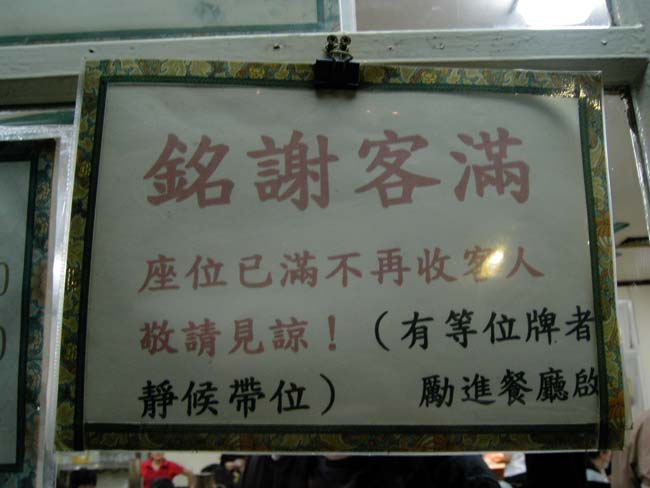 銘謝客滿
座位已滿不再收客人
敬請見諒！（有等位牌者
靜候帶位） 勵進餐廳啟